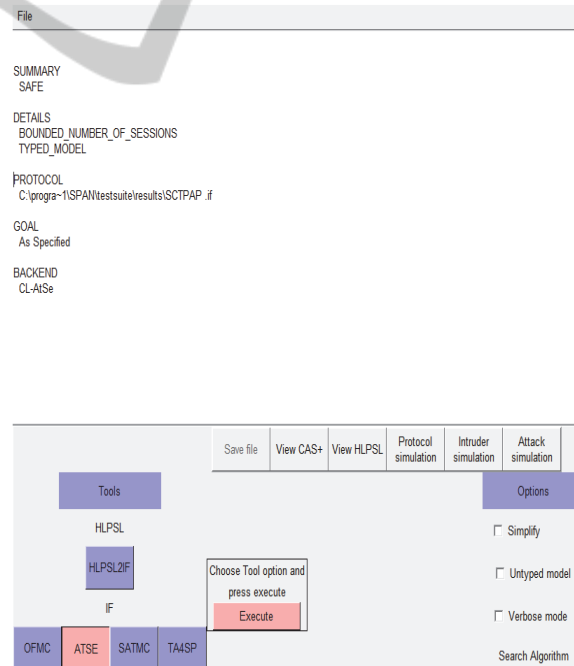 File
SUMMARY
SAFE
DETAILS
BOUNDED_NUMBER_OF_SESSIONS
TYPED_MODEL
PROTOCOL
C:\progra~1\SPAN\testsuite\results\SCTPAP .if
GOAL
As Specified
BACKEND
CL-AtSe
Save file
View CAS+
View HLPSL
Protocol
simulation
Intruder
simulation
Attack
simulation
Tools
Options
HLPSL
HLPSL2IF
IF
OFMC
ATSE
SATMC
TA4SP
Choose Tool option and
press execute
Execute
Simplify
Untyped model
Verbose mode
Search Algorithm